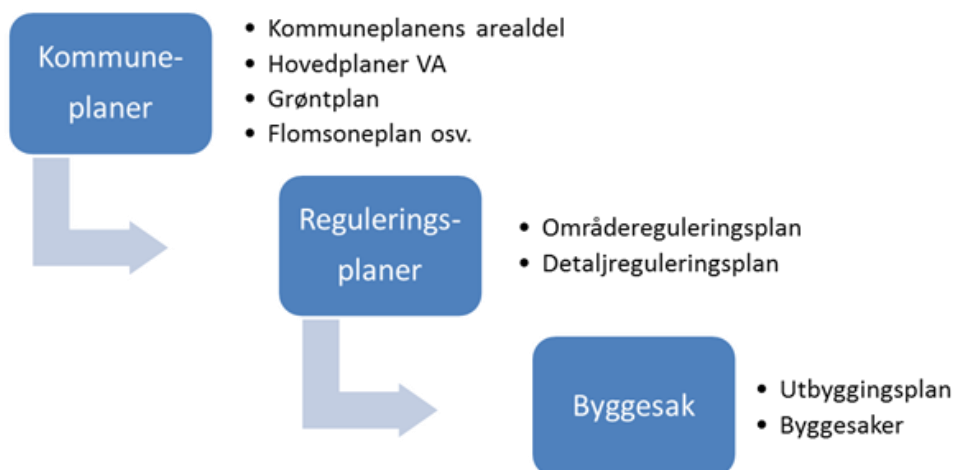 Kommune-
planer
• Kommuneplanens arealdel
• Hovedplaner VA
• Grøntplan
• Flomsoneplan osv.
Regulerings-
planer
• Områdereguleringsplan
• Detaljreguleringsplan
Byggesak
• Utbyggingsplan
• Byggesaker